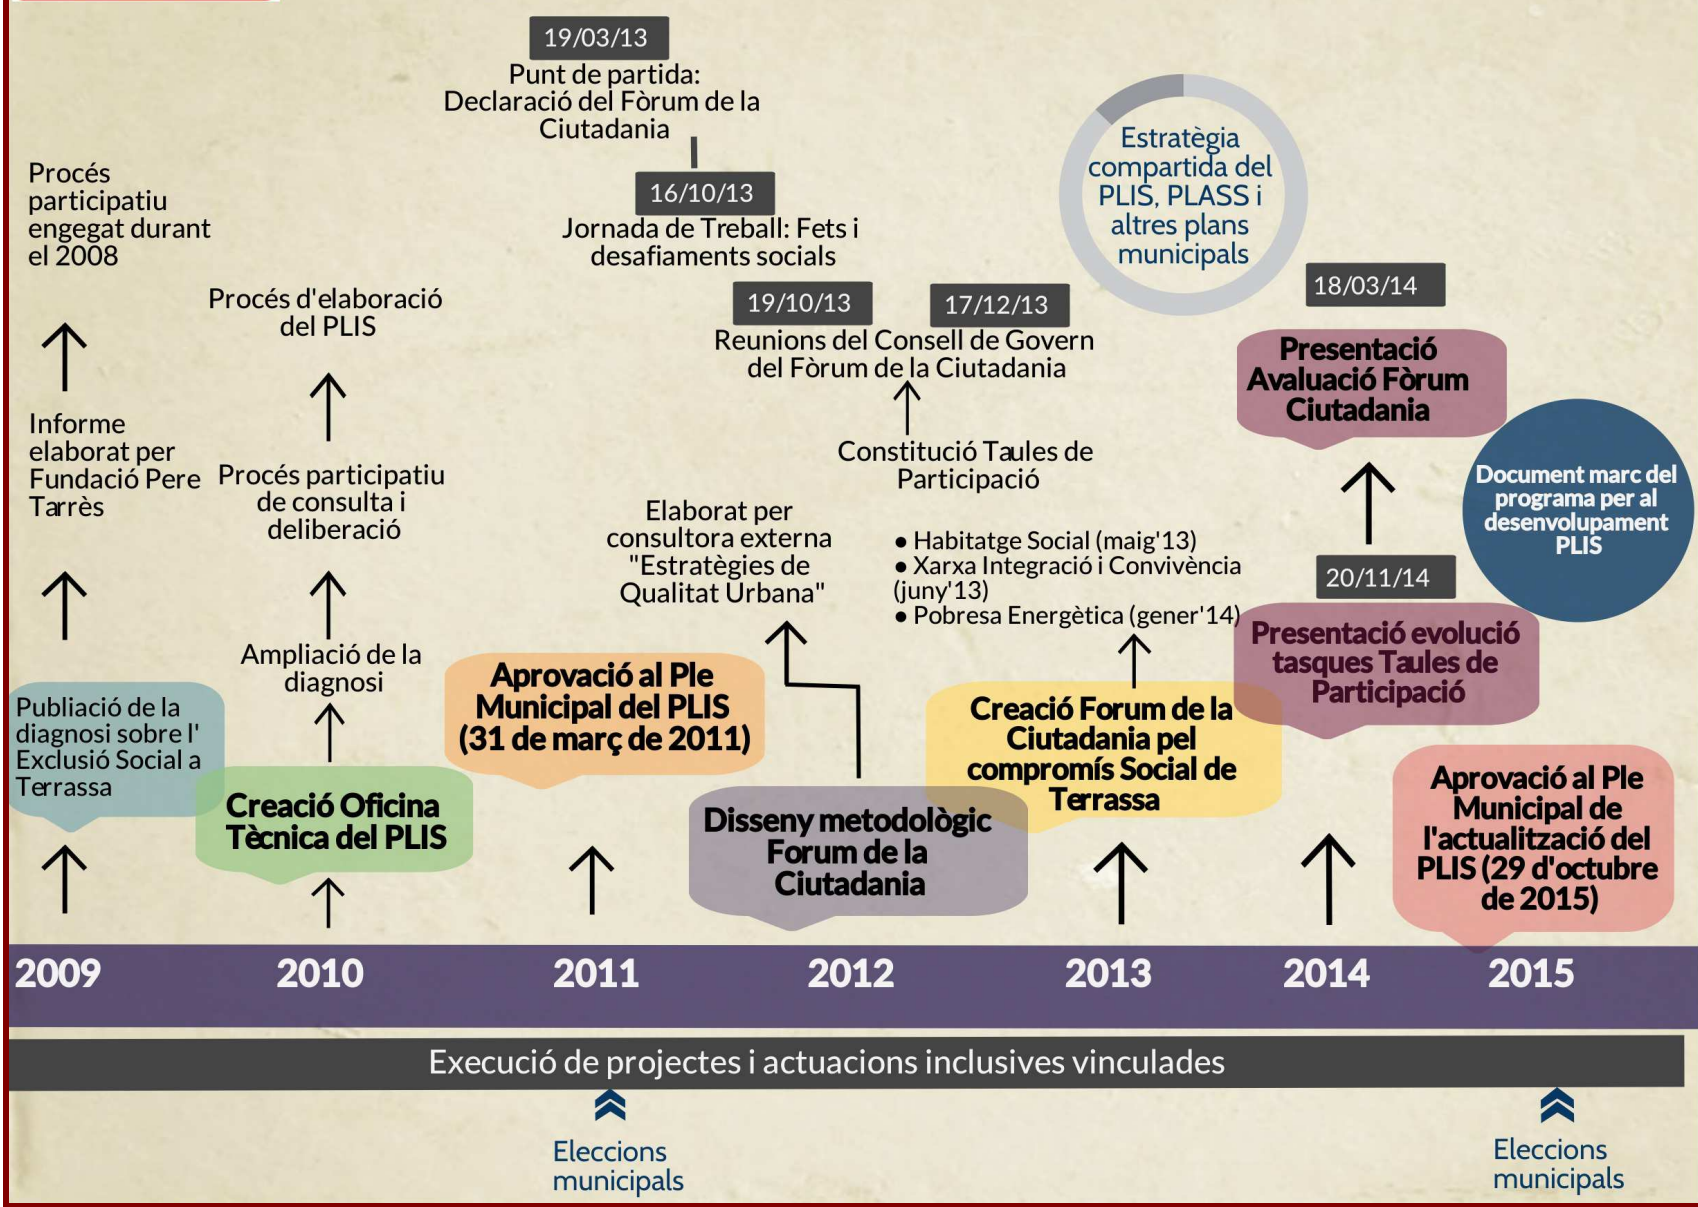 19/03/13
Punt de partida:
Declaració del Fòrum de la
Ciutadania
16/10/13
Jornada de Treball: Fets i
desafiaments socials
19/10/13
17/12/13
Reunions del Consell de Govern
del Fòrum de la Ciutadania
Constitució Taules de
Participació
● Habitatge Social (maig'13)
● Xarxa Integració i Convivència
(juny'13)
● Pobresa Energètica (gener'14)
Estratègia
compartida del
PLIS, PLASS i
altres plans
municipals
Procés
participatiu
engegat durant
el 2008
Informe
elaborat per
Fundació Pere
Tarrès
Publiació de la
diagnosi sobre l'
Exclusió Social a
Terrassa
Procés d'elaboració
del PLIS
Procés participatiu
de consulta i
deliberació
Ampliació de la
diagnosi
Creació Oficina
Tècnica del PLIS
Aprovació al Ple
Municipal del PLIS
(31 de març de 2011)
Elaborat per
consultora externa
"Estratègies de
Qualitat Urbana"
Disseny metodològic
Forum de la
Ciutadania
Creació Forum de la
Ciutadania pel
compromís Social de
Terrassa
18/03/14
Presentació
Avaluació Fòrum
Ciutadania
20/11/14
Presentació evolució
tasques Taules de
Participació
Document marc del
programa per al
desenvolupament
PLIS
Aprovació al Ple
Municipal de
l'actualització del
PLIS (29 d'octubre
de 2015)
2009 2010 2011 2012 2013 2014 2015
Execució de projectes i actuacions inclusives vinculades
Eleccions
municipals
Eleccions
municipals